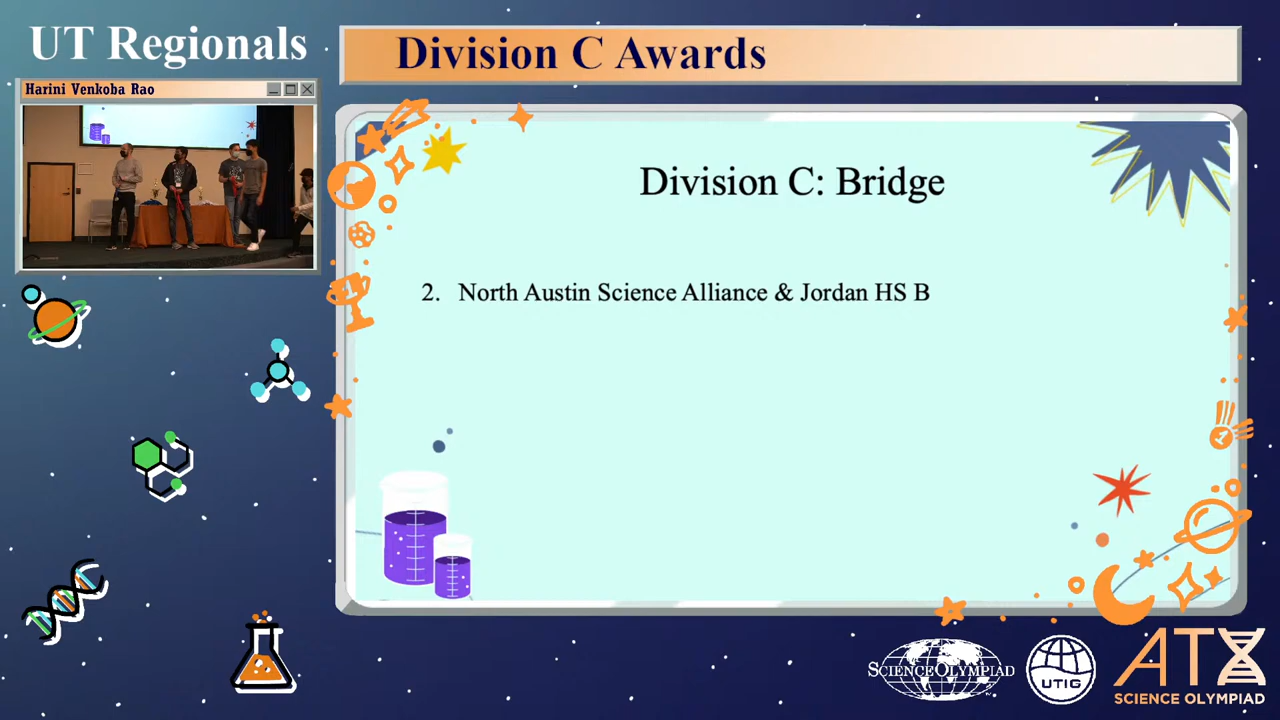 UT Regionals
Division C Awards
Harini Venkoba Rao
Division C: Bridge
2. North Austin Science Alliance & Jordan HS B
SCIENCE OLYMPIAD
UTIG
ATX
SCIENCE OLYMPIAD
1